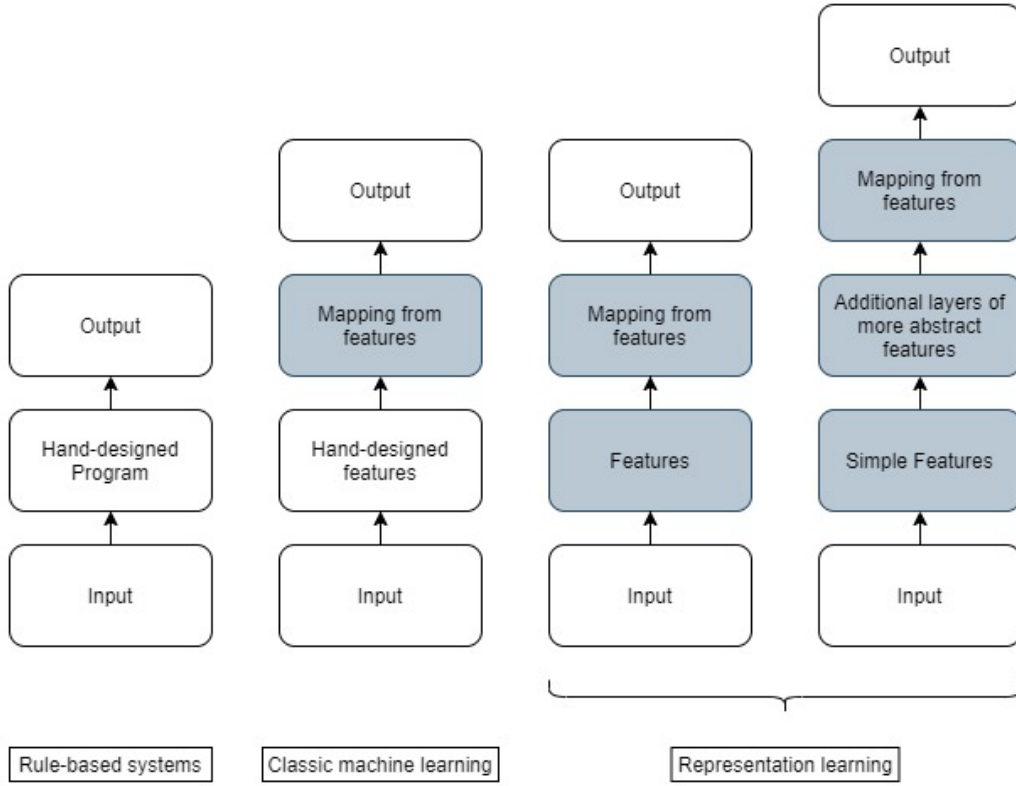 Output
Hand-designed
Program
Input
Rule-based systems
Output
Mapping from
features
Hand-designed
features
Input
Classic machine learning
Output
Mapping from
features
Features
Input
Output
Mapping from
features
Additional layers of
more abstract
features
Simple Features
Input
Representation learning